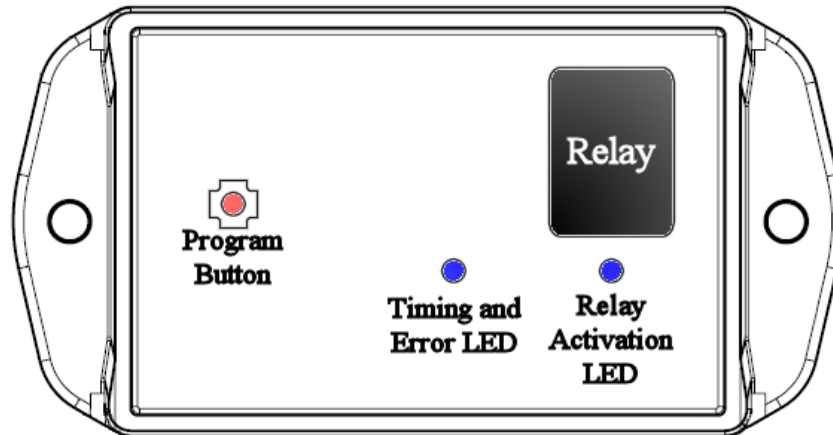 Relay
Program
Button
Timing and
Error LED
Relay
Activation
LED